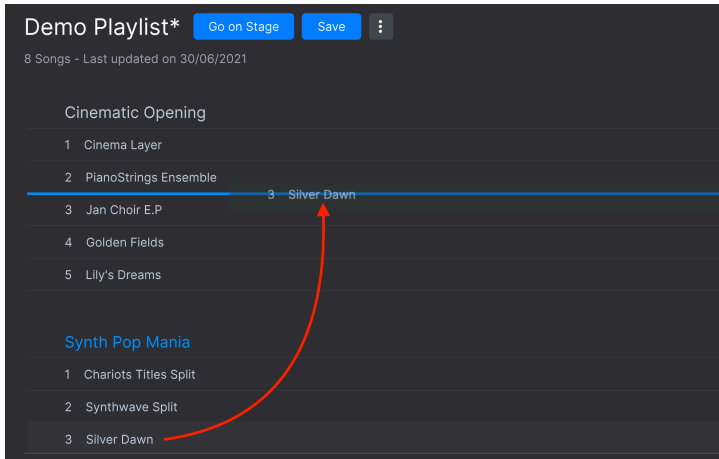 Demo Playlist* Go on Stage Save
8 Songs - Last updated on 30/06/2021
Cinematic Opening
1 Cinema Layer
2 PianoStrings Ensemble
3 Silver Dawn
3 Jan Choir E.P
4 Golden Fields
5 Lily's Dreams
Synth Pop Mania
1 Chariots Titles Split
2 Synthwave Split
3 Silver Dawn